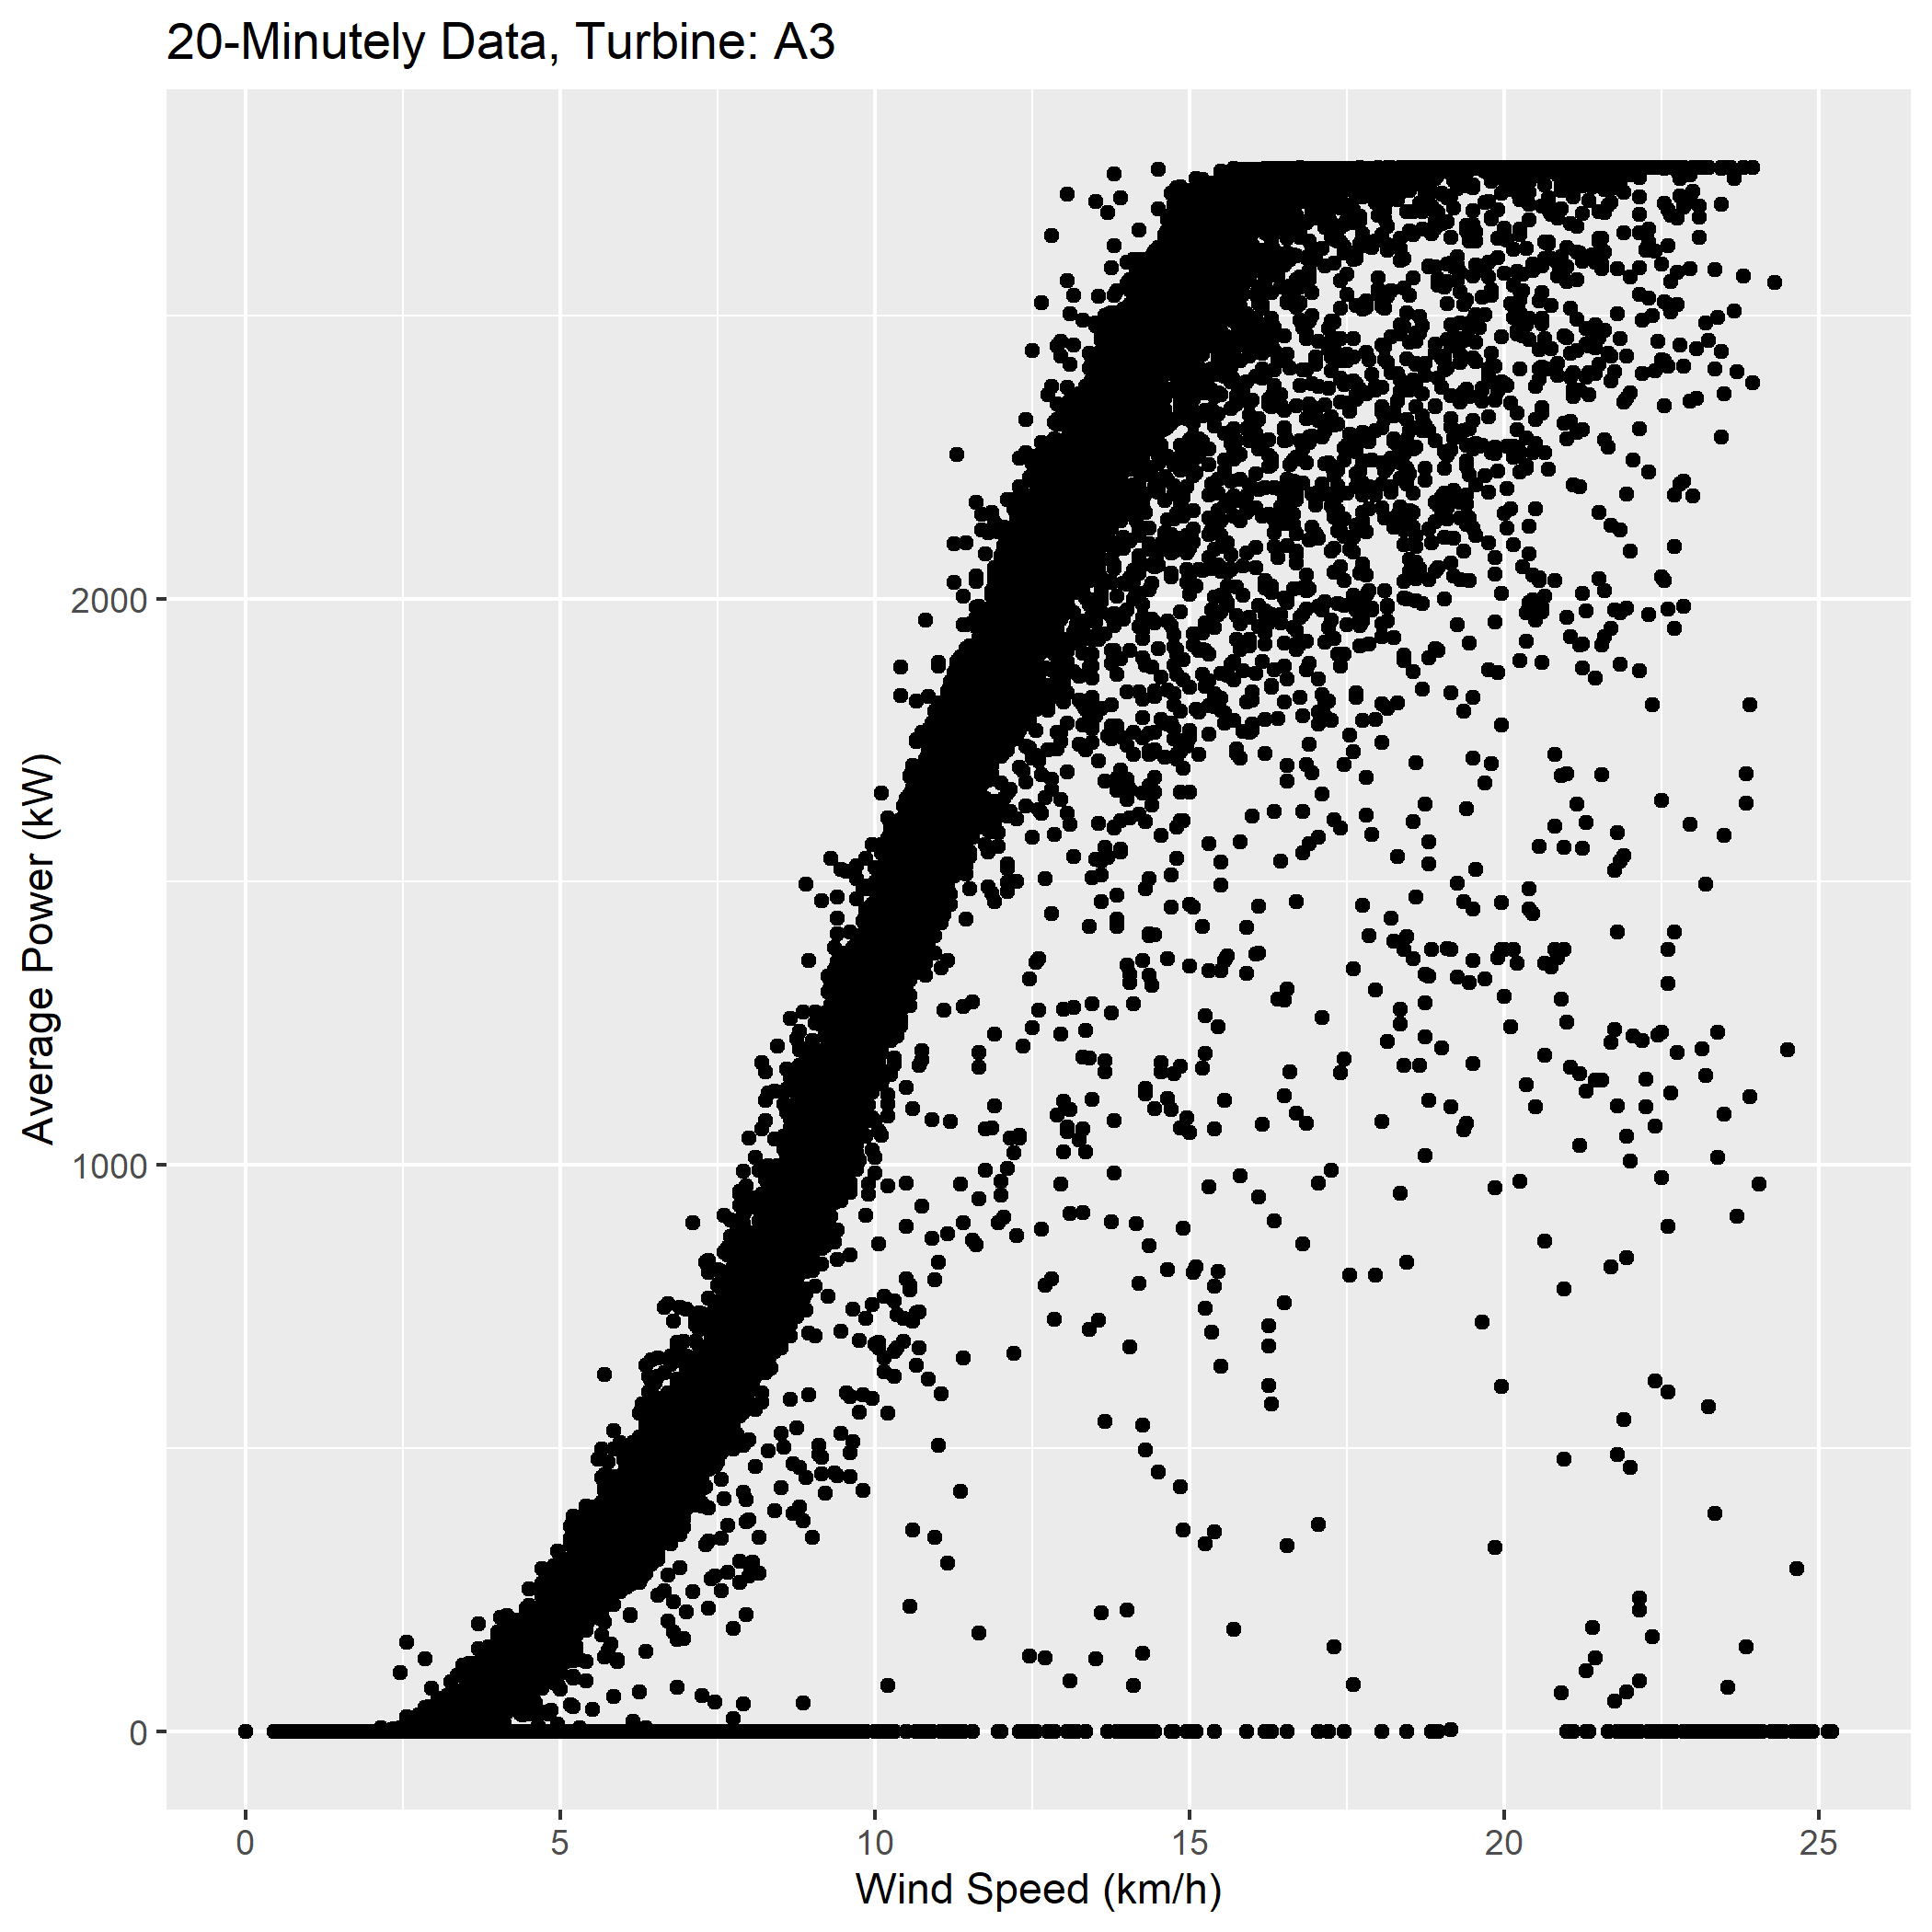 20-Minutely Data, Turbine: A3
Average Power (kW)
2000
1000
0
0 5 10 15 20 25
Wind Speed (km/h)